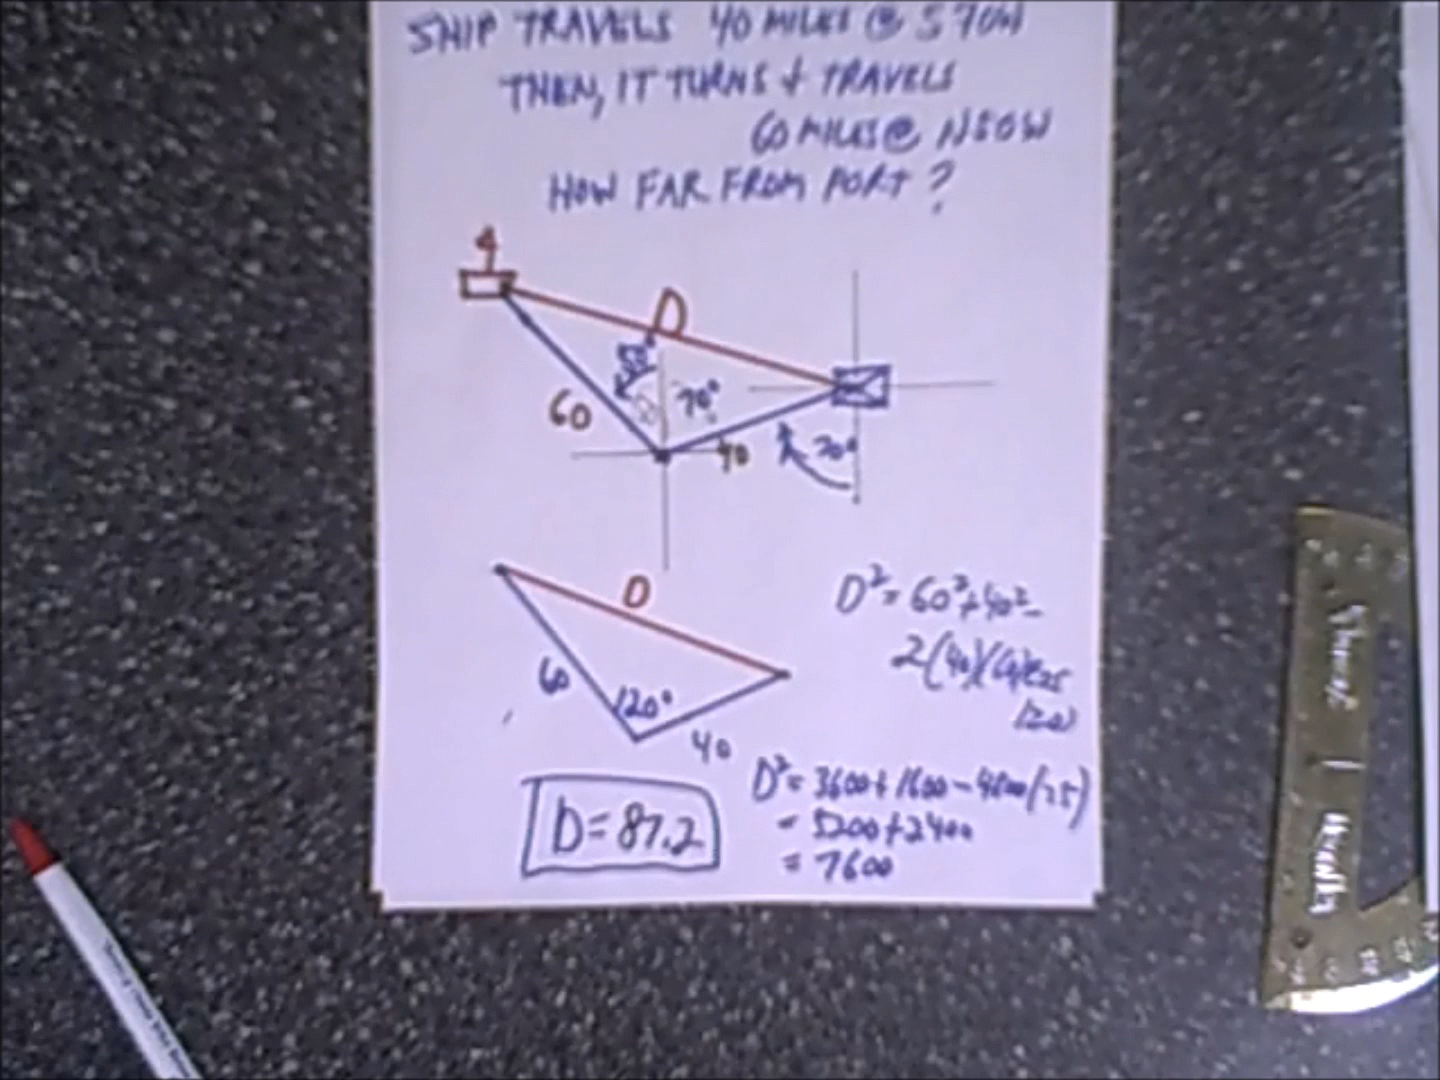 SHIP TRAVELS 40 MILES @ S70W
THEN, IT TURNS + TRAVELS
60 MILES @ N50W
HOW FAR FROM PORT?
D
50°
70°
60
40
70°
D
60
120°
40
D² = 60² + 40² -
2(40)(60)cos
120
D² = 3600 + 1600 - 4800(-.5)
= 5200 + 2400
= 7600
D = 87.2